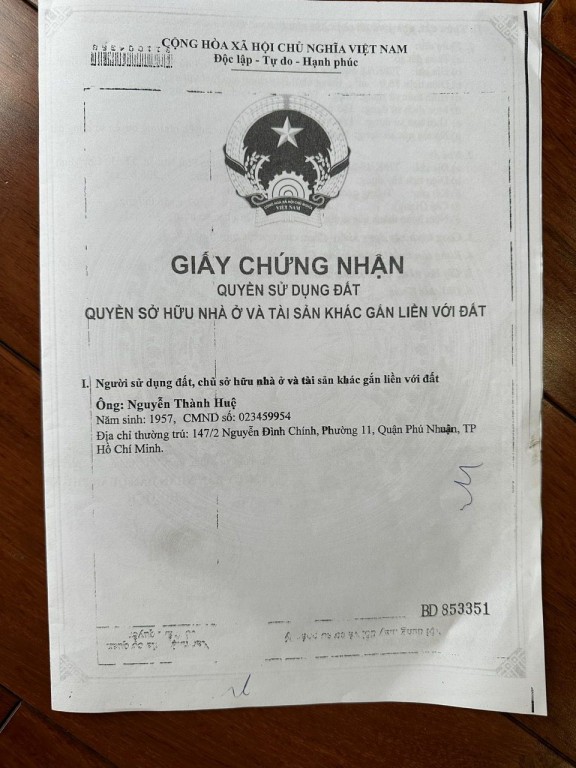 CỘNG HÒA XÃ HỘI CHỦ NGHĨA VIỆT NAM
Độc lập - Tự do - Hạnh phúc
VIỆT NAM
GIẤY CHỨNG NHẬN
QUYỀN SỬ DỤNG ĐẤT
QUYỀN SỞ HỮU NHÀ Ở VÀ TÀI SẢN KHÁC GẮN LIỀN VỚI ĐẤT
I. Người sử dụng đất, chủ sở hữu nhà ở và tài sản khác gắn liền với đất
Ông: Nguyễn Thành Huệ
Năm sinh: 1957, CMND số: 023459954
Địa chỉ thường trú: 147/2 Nguyễn Đình Chính, Phường 11, Quận Phú Nhuận, TP
Hồ Chí Minh.
BD 853351